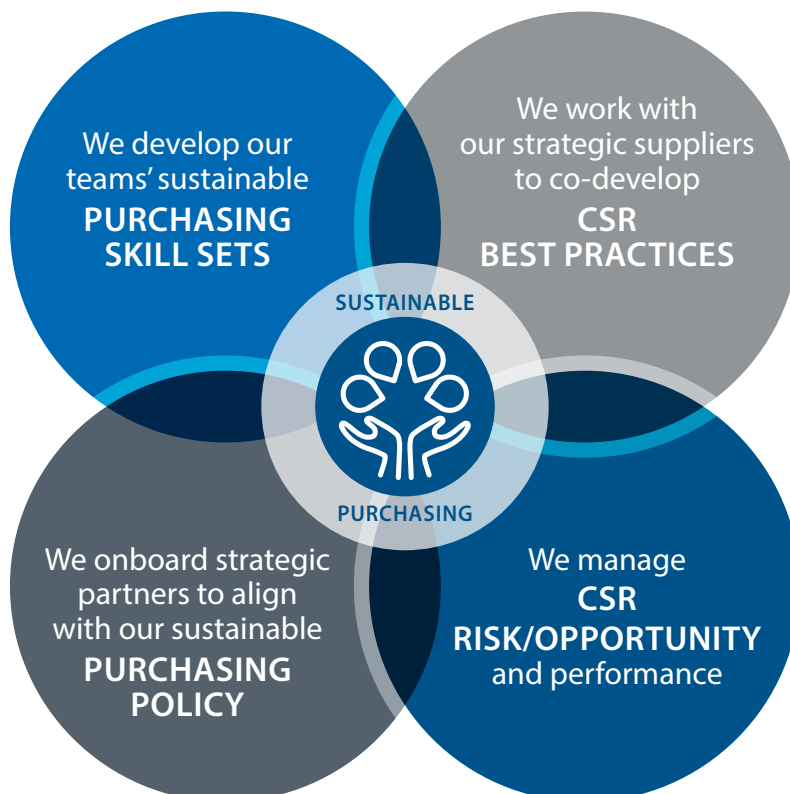 We develop our
teams’ sustainable
PURCHASING
SKILL SETS
We work with
our strategic suppliers
to co-develop
CSR
BEST PRACTICES
SUSTAINABLE
PURCHASING
We onboard strategic
partners to align
with our sustainable
PURCHASING
POLICY
We manage
CSR
RISK/OPPORTUNITY
and performance